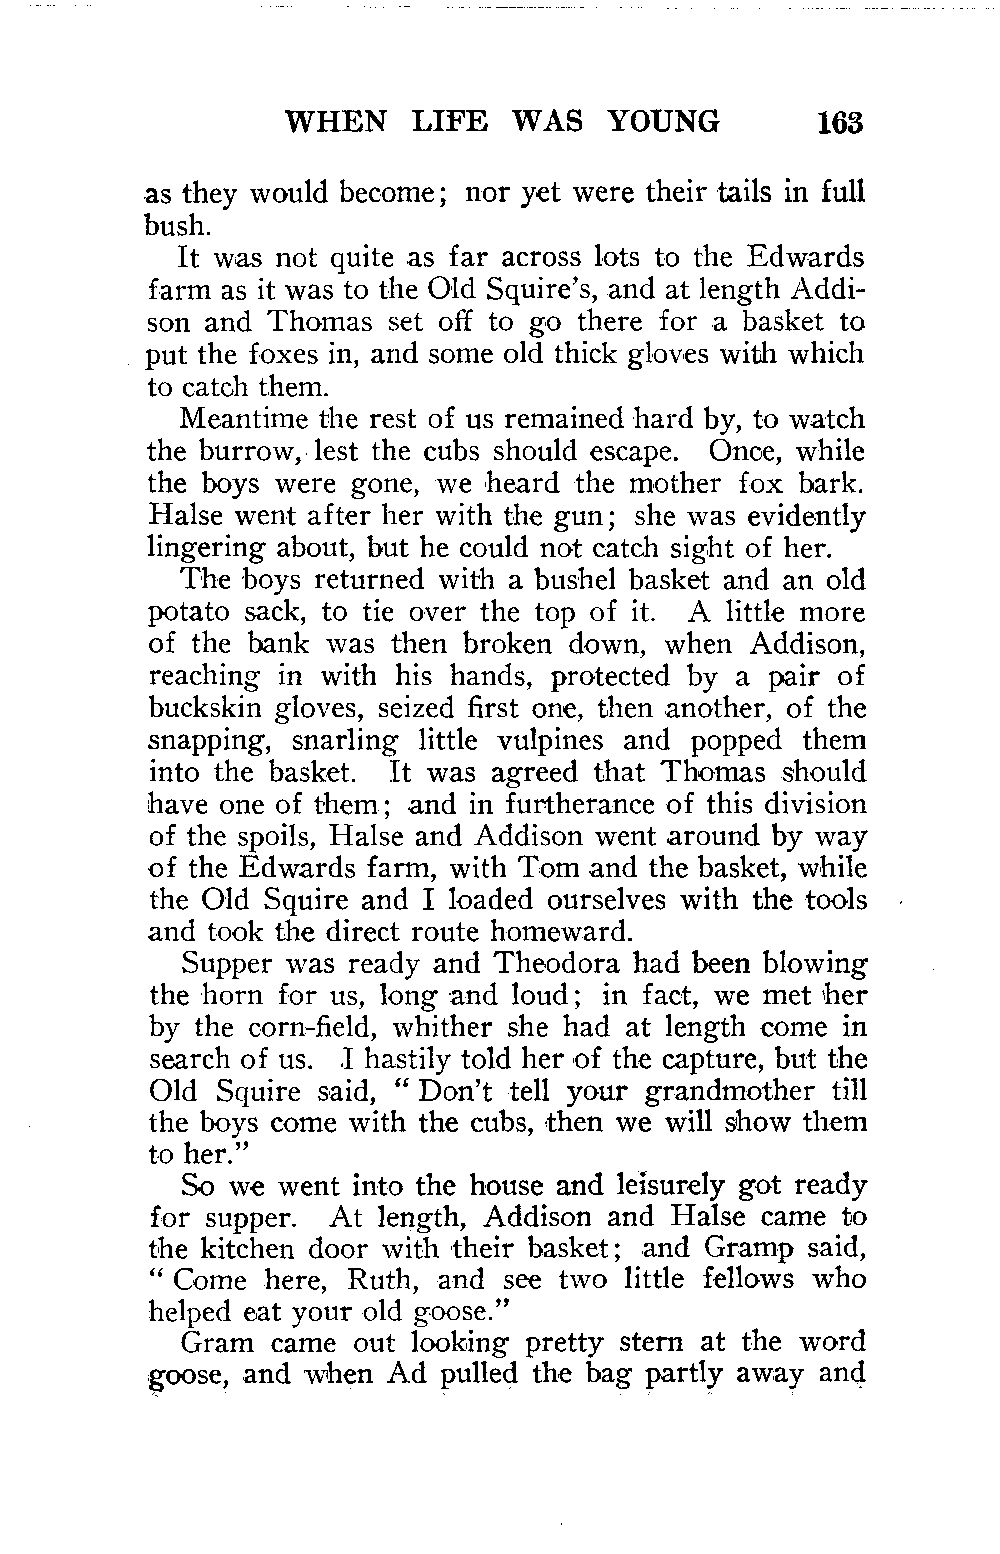 WHEN LIFE WAS YOUNG 163
as they would become; nor yet were their tails in full
bush.
It was not quite as far across lots to the Edwards
farm as it was to the Old Squire's, and at length Addi-
son and Thomas set off to go there for a basket to
put the foxes in, and some old thick gloves with which
to catch them.
Meantime the rest of us remained hard by, to watch
the burrow, lest the cubs should escape. Once, while
the boys were gone, we heard the mother fox bark.
Halse went after her with the gun; she was evidently
lingering about, but he could not catch sight of her.
The boys returned with a bushel basket and an old
potato sack, to tie over the top of it. A little more
of the bank was then broken down, when Addison,
reaching in with his hands, protected by a pair of
buckskin gloves, seized first one, then another, of the
snapping, snarling little vulpines and popped them
into the basket. It was agreed that Thomas should
have one of them; and in furtherance of this division
of the spoils, Halse and Addison went around by way
of the Edwards farm, with Tom and the basket, while
the Old Squire and I loaded ourselves with the tools
and took the direct route homeward.
Supper was ready and Theodora had been blowing
the horn for us, long and loud; in fact, we met her
by the corn-field, whither she had at length come in
search of us. I hastily told her of the capture, but the
Old Squire said, " Don't tell your grandmother till
the boys come with the cubs, then we will show them
to her."
So we went into the house and leisurely got ready
for supper. At length, Addison and Halse came to
the kitchen door with their basket; and Gramp said,
" Come here, Ruth, and see two little fellows who
helped eat your old goose."
Gram came out looking pretty stern at the word
goose, and when Ad pulled the bag partly away and